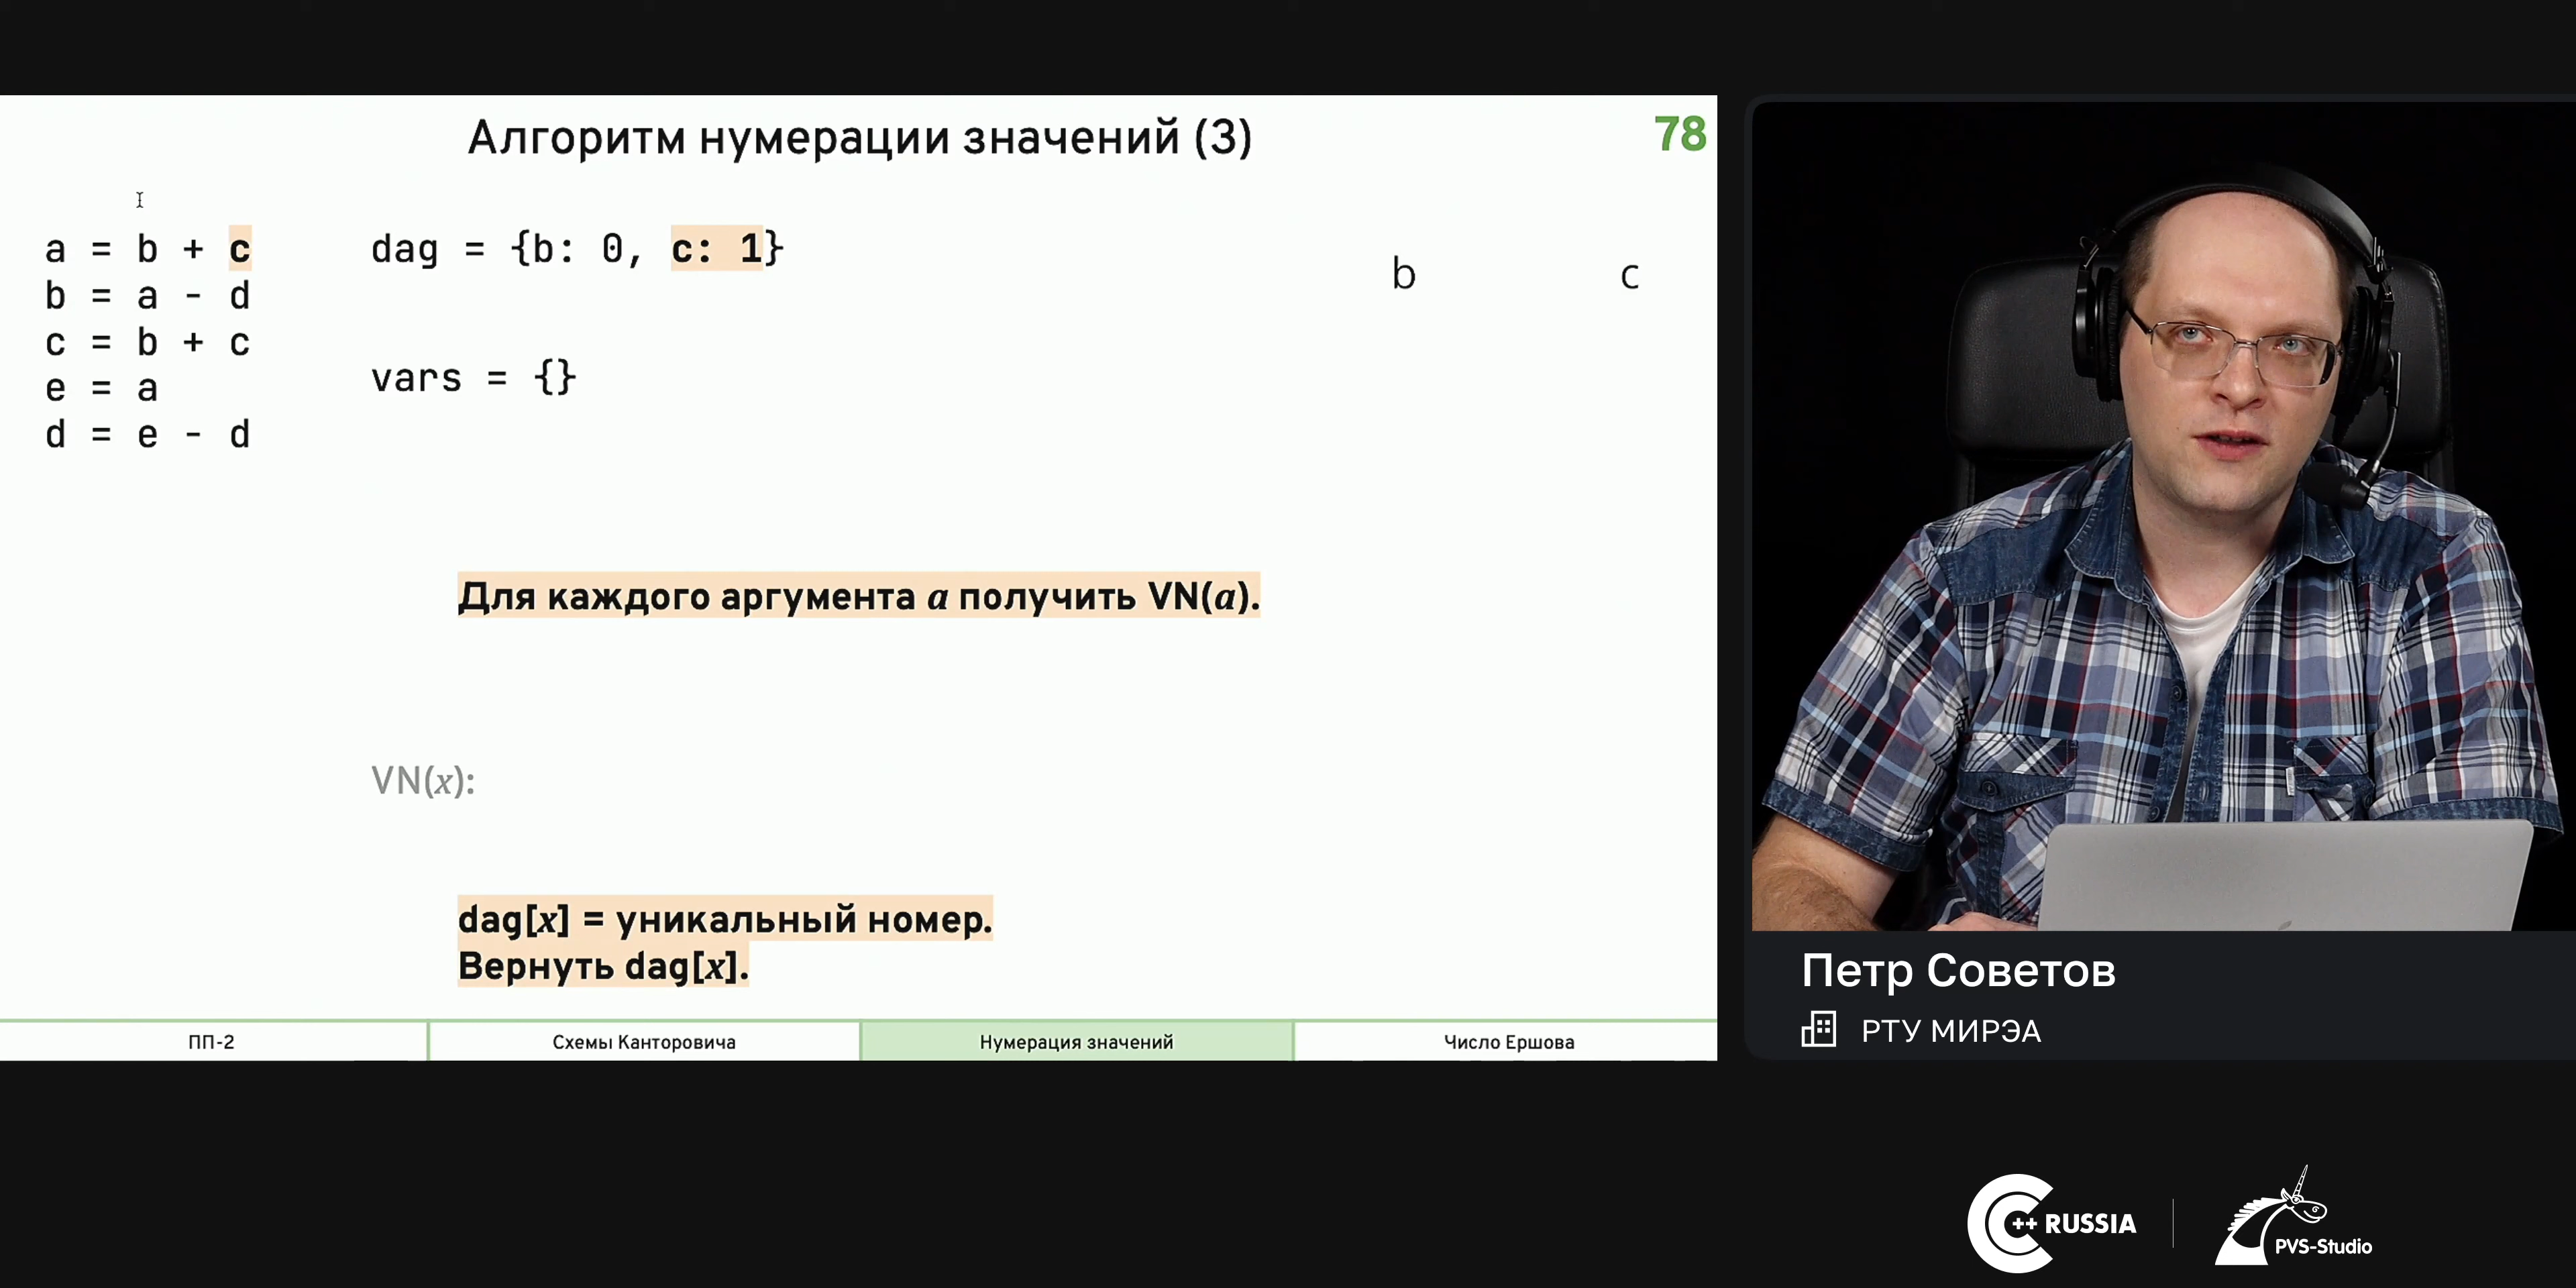 Алгоритм нумерации значений (3)
78
a = b + c
b = a - d
c = b + c
e = a
d = e - d
dag = {b: 0, c: 1}
vars = {}
b
c
Для каждого аргумента a получить VN(a).
VN(x):
dag[x] = уникальный номер.
Вернуть dag[x].
ПП-2
Схемы Канторовича
Нумерация значений
Число Ершова
Петр Советов
РТУ МИРЭА
C++ RUSSIA
PVS-Studio